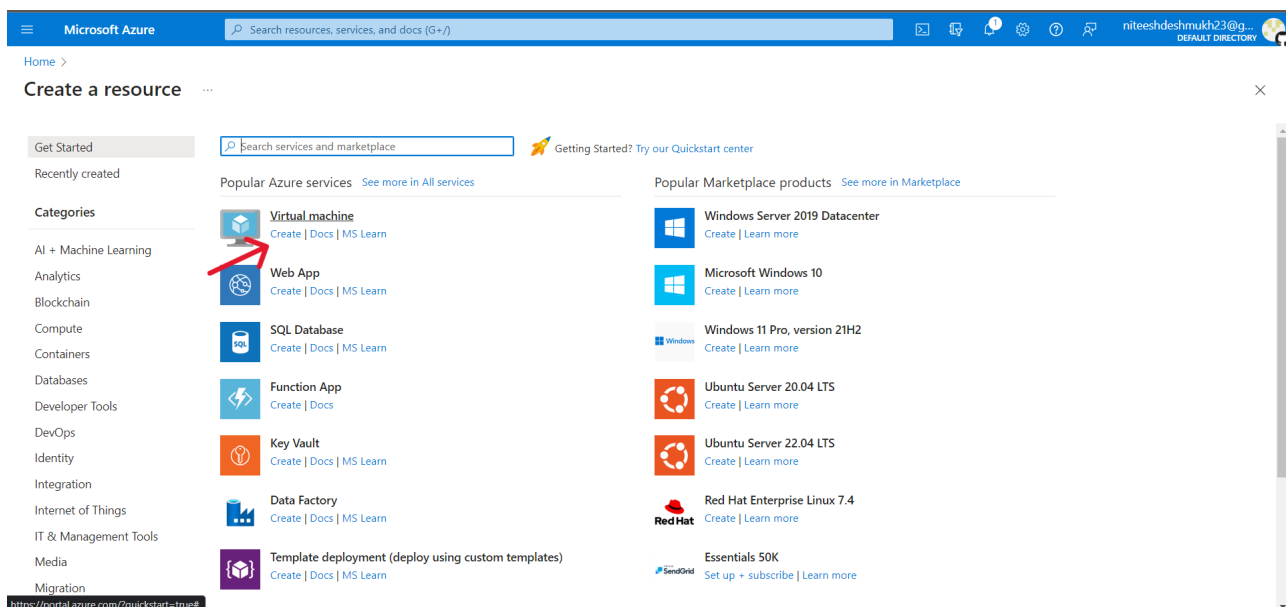 Microsoft Azure
Search resources, services, and docs (G+/)
1
niteeshdeshmukh23@g...
DEFAULT DIRECTORY
Home >
Create a resource ...
Get Started
Recently created
Categories
AI + Machine Learning
Analytics
Blockchain
Compute
Containers
Databases
Developer Tools
DevOps
Identity
Integration
Internet of Things
IT & Management Tools
Media
Migration
https://portal.azure.com/?quickstart=true#
Search services and marketplace
Getting Started? Try our Quickstart center
Popular Azure services See more in All services
Virtual machine
Create | Docs | MS Learn
Web App
Create | Docs | MS Learn
SQL
SQL Database
Create | Docs | MS Learn
Function App
Create | Docs
Key Vault
Create | Docs | MS Learn
Data Factory
Create | Docs | MS Learn
Template deployment (deploy using custom templates)
Create | Docs | MS Learn
Popular Marketplace products See more in Marketplace
Windows Server 2019 Datacenter
Create | Learn more
Microsoft Windows 10
Create | Learn more
Windows
Windows 11 Pro, version 21H2
Create | Learn more
Ubuntu Server 20.04 LTS
Create | Learn more
Ubuntu Server 22.04 LTS
Create | Learn more
Red Hat
Red Hat Enterprise Linux 7.4
Create | Learn more
SendGrid
Essentials 50K
Set up + subscribe | Learn more